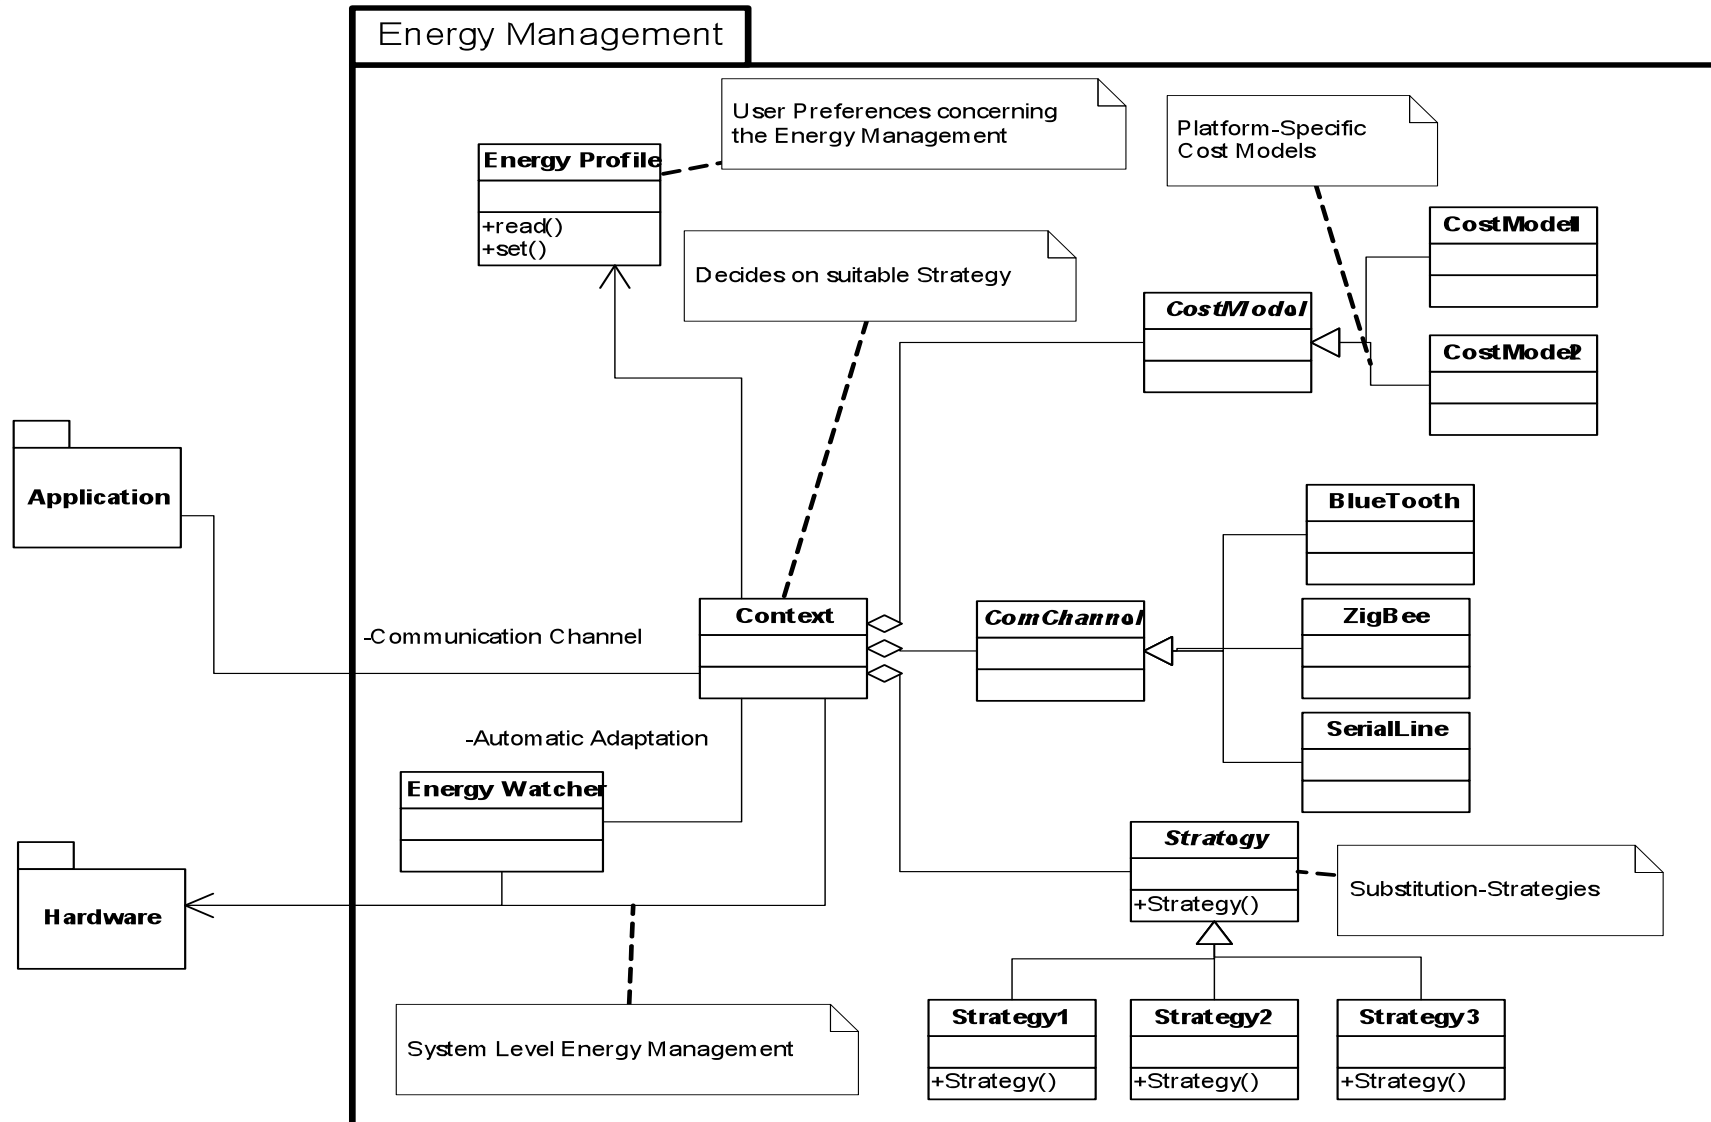 Energy Management
User Preferences concerning
the Energy Management
Platform-Specific
Cost Models
Energy Profile
+read()
+set()
CostModel1
Decides on suitable Strategy
CostModel
CostModel2
Application
BlueTooth
Context
ComChannel
ZigBee
-Communication Channel
SerialLine
-Automatic Adaptation
Energy Watcher
Strategy
+Strategy()
Substitution-Strategies
Hardware
System Level Energy Management
Strategy1
+Strategy()
Strategy2
+Strategy()
Strategy3
+Strategy()